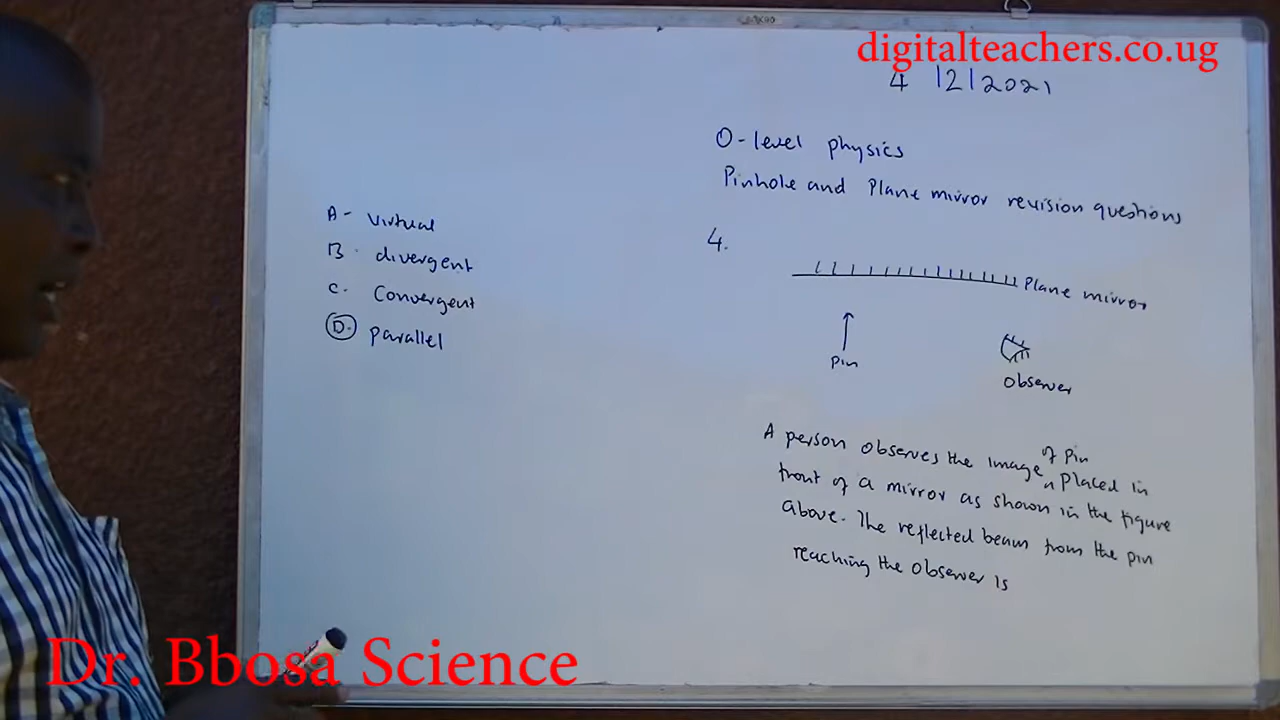 digitalteachers.co.ug
4 12 2021
O-level physics
Pinhole and Plane mirror revision questions
4.
Plane mirror
Pin
Observer
A person observes the image of pin placed in
front of a mirror as shown in the figure
above. The reflected beam from the pin
reaching the observer is
A- virtual
B. divergent
C. Convergent
D. parallel
Dr. Bbosa Science